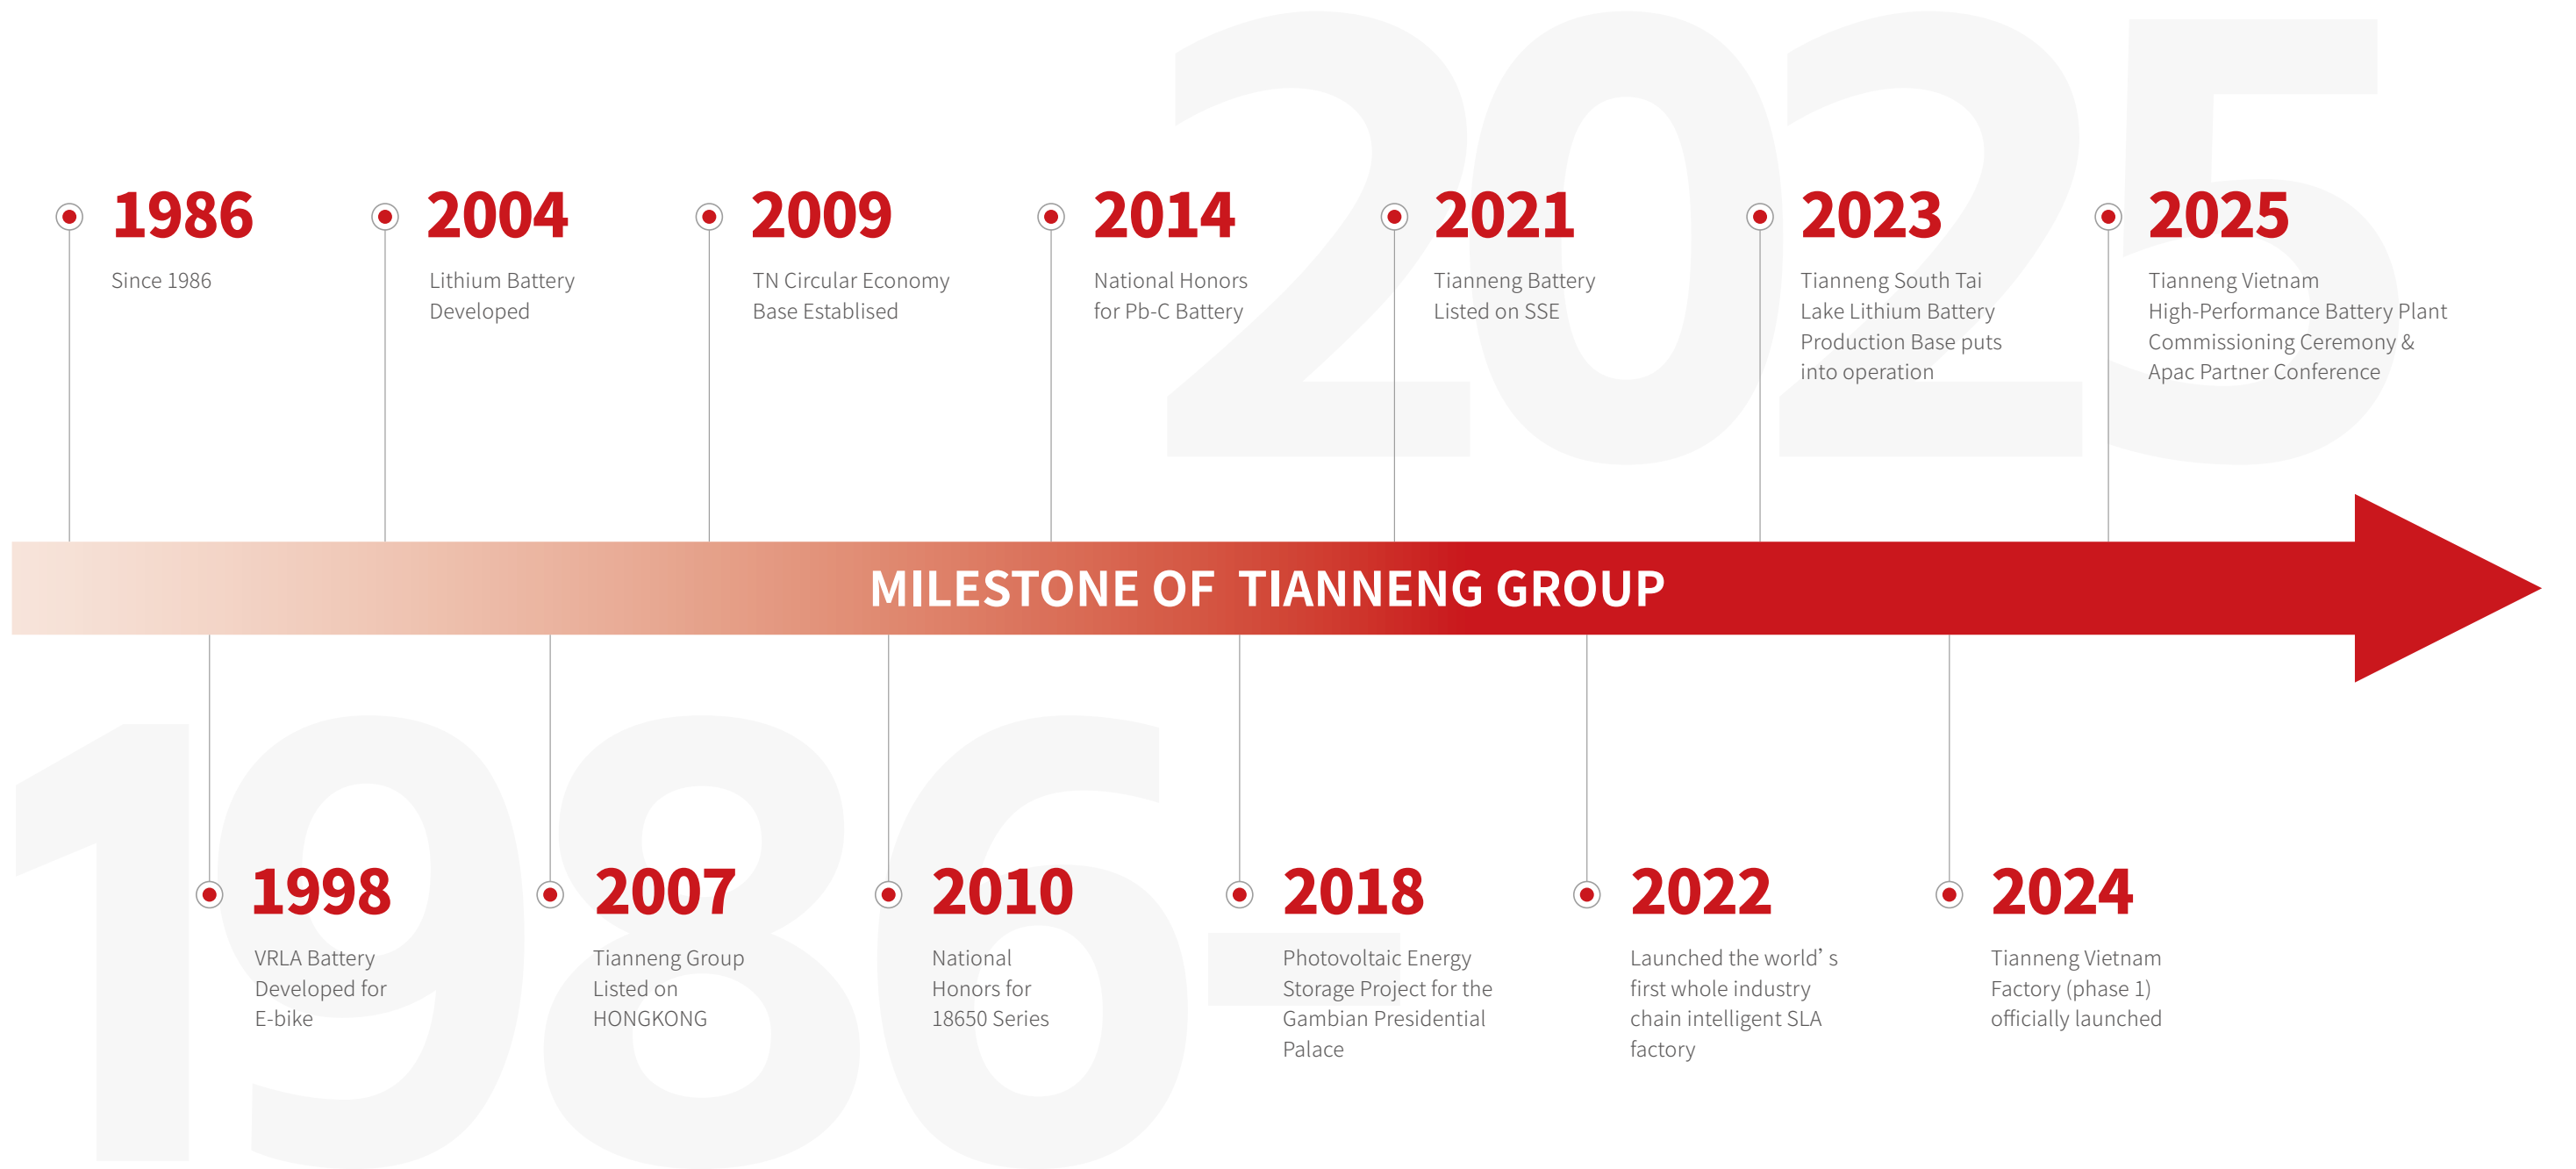 2025
1986
Since 1986
2004
Lithium Battery
Developed
2009
TN Circular Economy
Base Establised
2014
National Honors
for Pb-C Battery
2021
Tianneng Battery
Listed on SSE
2023
Tianneng South Tai
Lake Lithium Battery
Production Base puts
into operation
2025
Tianneng Vietnam
High-Performance Battery Plant
Commissioning Ceremony &
Apac Partner Conference
MILESTONE OF TIANNENG GROUP
1986-
1998
VRLA Battery
Developed for
E-bike
2007
Tianneng Group
Listed on
HONGKONG
2010
National
Honors for
18650 Series
2018
Photovoltaic Energy
Storage Project for the
Gambian Presidential
Palace
2022
Launched the world’ s
first whole industry
chain intelligent SLA
factory
2024
Tianneng Vietnam
Factory (phase 1)
officially launched